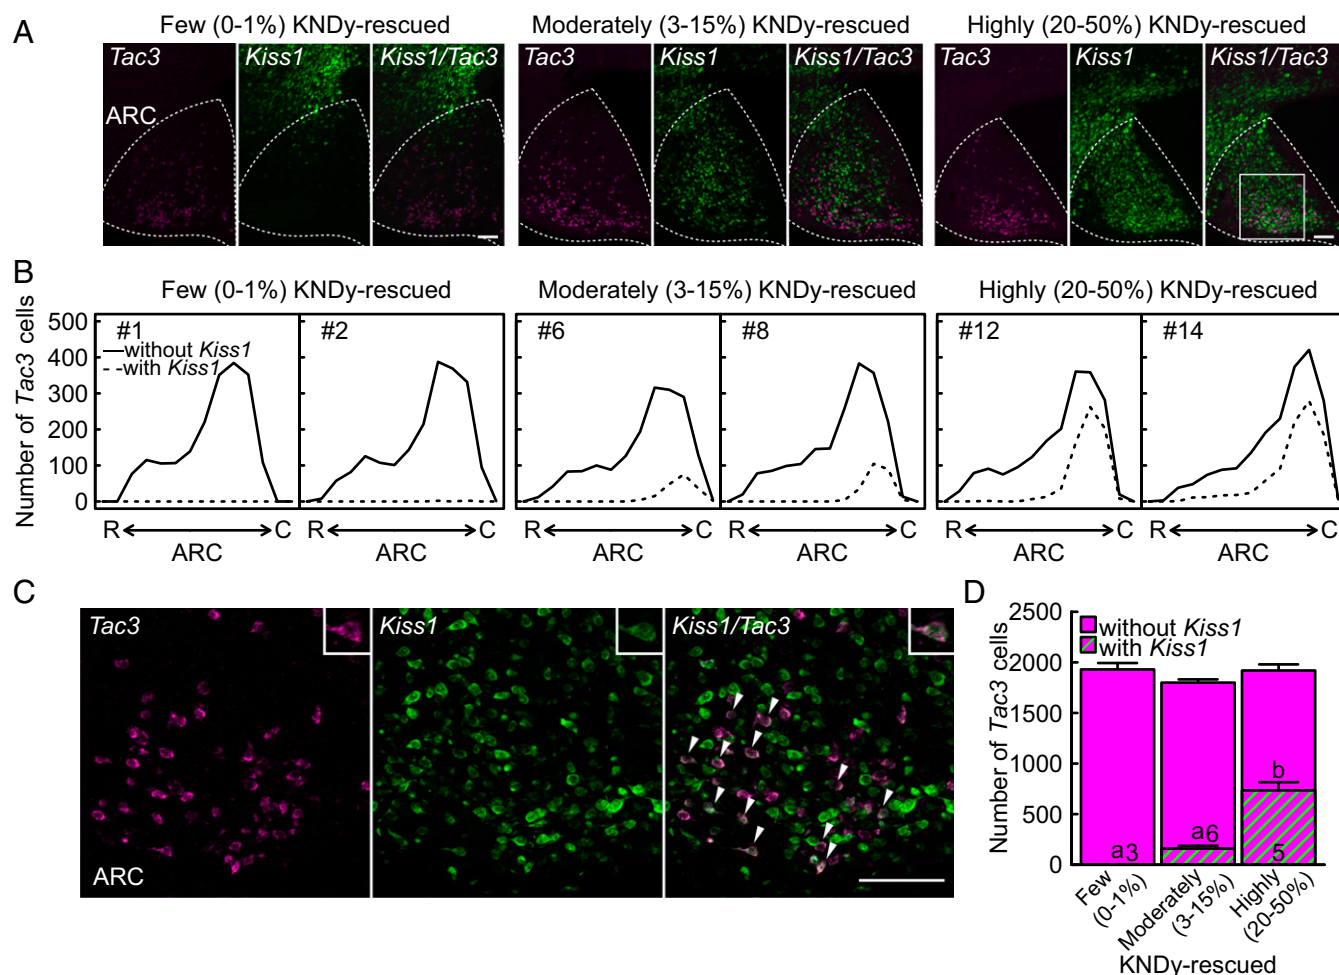 A
Few (0-1%) KNDy-rescued
Moderately (3-15%) KNDy-rescued
Highly (20-50%) KNDy-rescued
Tac3
Kiss1
Kiss1/Tac3
Tac3
Kiss1
Kiss1/Tac3
Tac3
Kiss1
Kiss1/Tac3
ARC
B
Few (0-1%) KNDy-rescued
Moderately (3-15%) KNDy-rescued
Highly (20-50%) KNDy-rescued
Number of Tac3 cells
500
400
300
200
100
0
#1
without Kiss1
with Kiss1
#2
#6
#8
#12
#14
R C
ARC
R C
ARC
R C
ARC
R C
ARC
R C
ARC
R C
ARC
C
Tac3
Kiss1
Kiss1/Tac3
ARC
D
Number of Tac3 cells
2500
2000
1500
1000
500
0
without Kiss1
with Kiss1
a3
a6
b
5
Few
(0-1%)
Moderately
(3-15%)
Highly
(20-50%)
KNDy-rescued